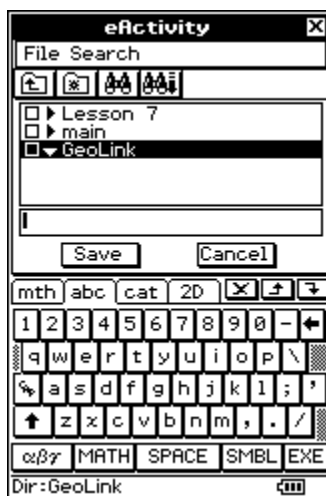 eActivity X
File Search
Lesson 7
main
GeoLink
Save Cancel
mth abc cat 2D
1 2 3 4 5 6 7 8 9 0 - ←
q w e r t y u i o p \
a s d f g h j k l ; '
z x c v b n m , . /
αβγ MATH SPACE SMBL EXE
Dir:GeoLink